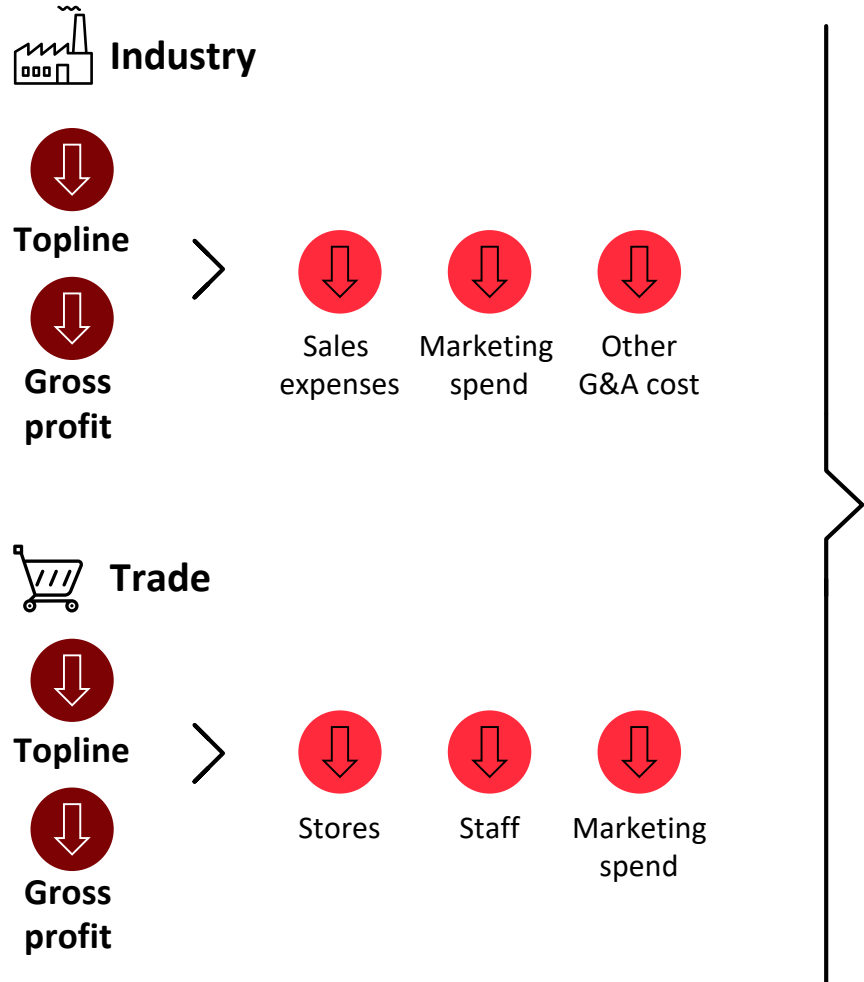 Industry
Topline
Gross
profit
Sales
expenses
Marketing
spend
Other
G&A cost
Trade
Topline
Gross
profit
Stores
Staff
Marketing
spend